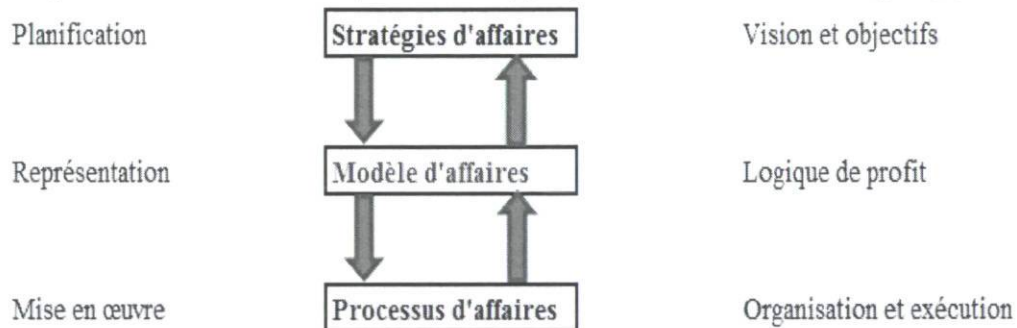 Planification Stratégies d'affaires Vision et objectifs
Représentation Modèle d'affaires Logique de profit
Mise en œuvre Processus d'affaires Organisation et exécution